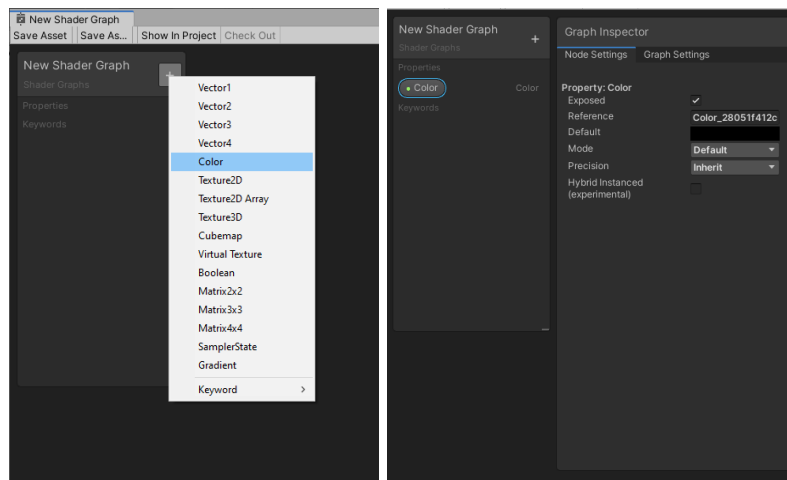 New Shader Graph
Save Asset Save As... Show In Project Check Out
New Shader Graph
Shader Graphs
+
Properties
Keywords
Vector1
Vector2
Vector3
Vector4
Color
Texture2D
Texture2D Array
Texture3D
Cubemap
Virtual Texture
Boolean
Matrix2x2
Matrix3x3
Matrix4x4
SamplerState
Gradient
Keyword >
New Shader Graph
Shader Graphs
+
Properties
Color Color
Keywords
Graph Inspector
Node Settings Graph Settings
Property: Color
Exposed
Reference Color_28051f412c
Default
Mode Default
Precision Inherit
Hybrid Instanced
(experimental)